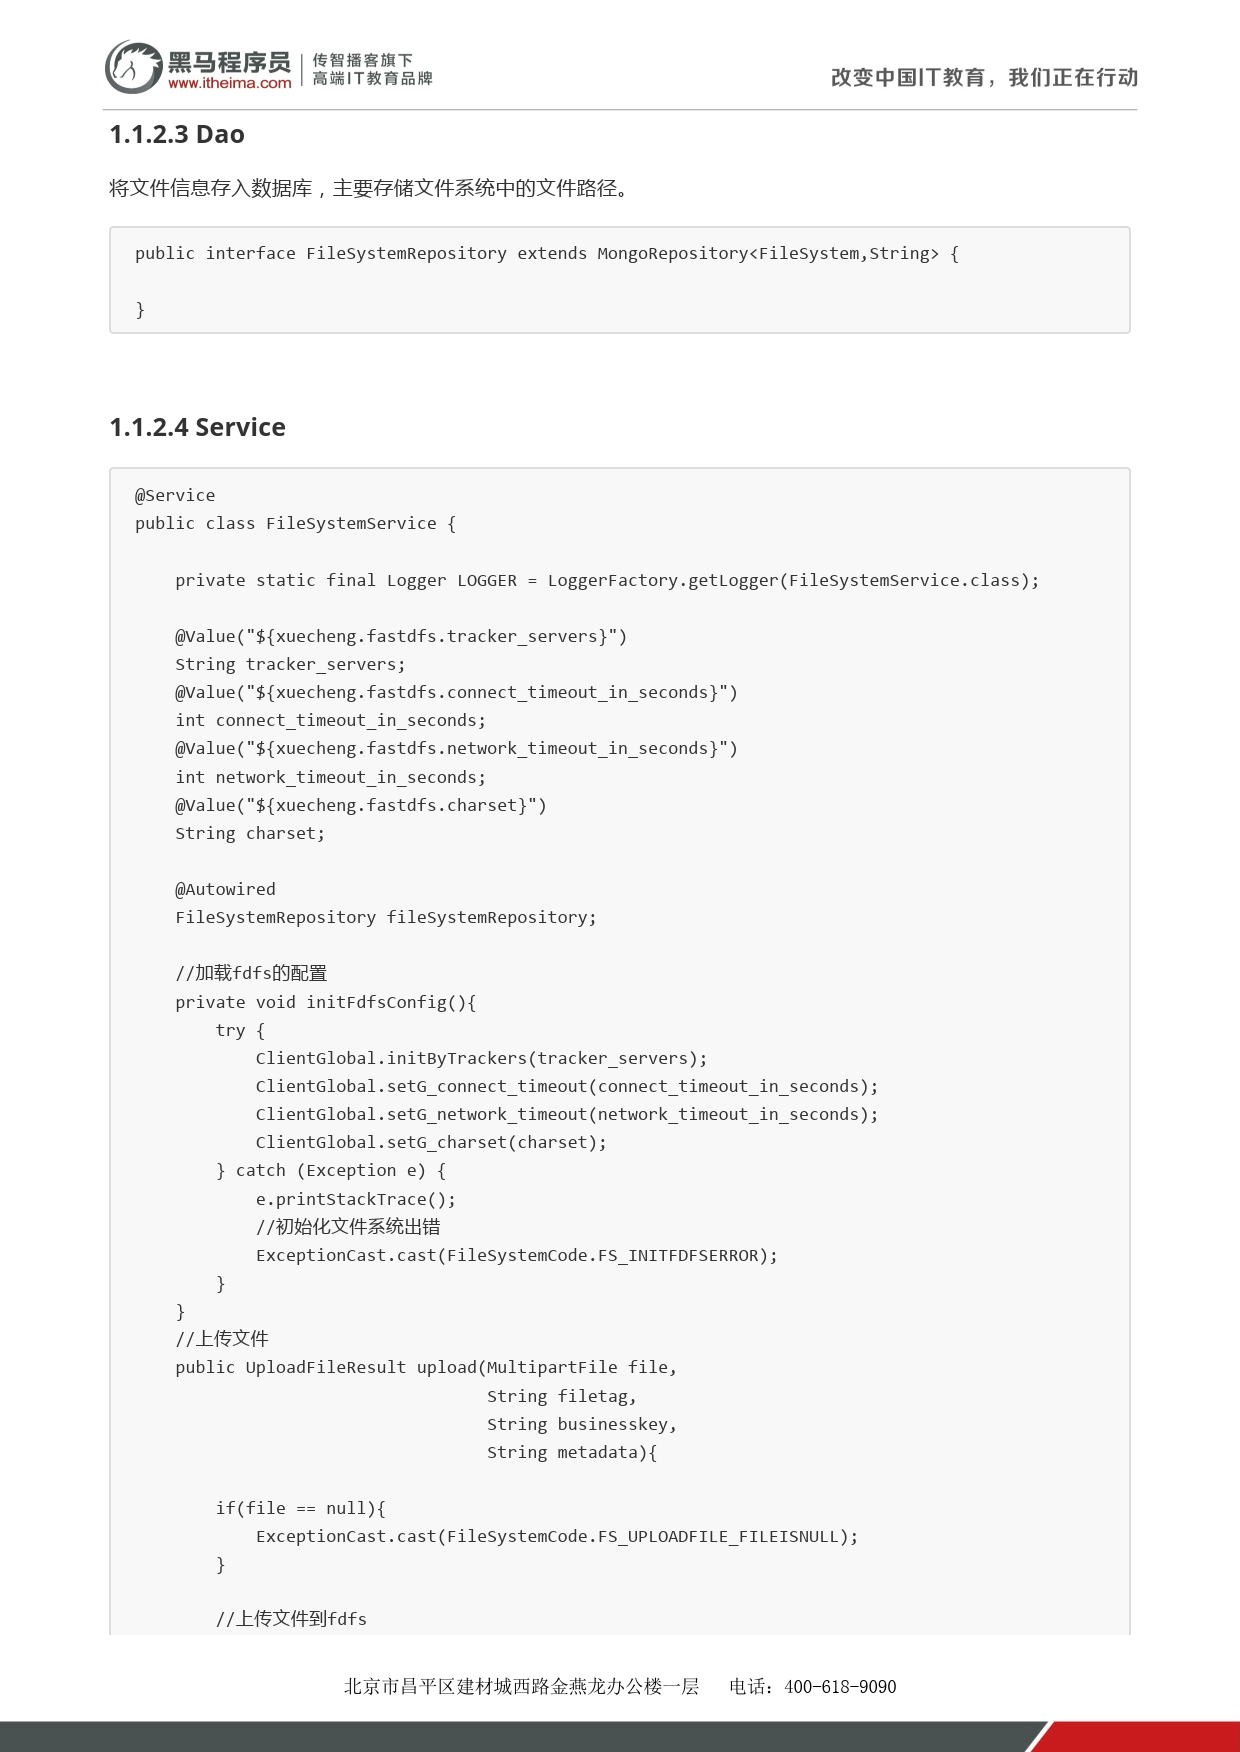 黑马程序员
www.itheima.com
传智播客旗下
高端IT教育品牌
改变中国IT教育，我们正在行动
1.1.2.3 Dao
将文件信息存入数据库，主要存储文件系统中的文件路径。
public interface FileSystemRepository extends MongoRepository<FileSystem,String> {
}
1.1.2.4 Service
@Service
public class FileSystemService {
    private static final Logger LOGGER = LoggerFactory.getLogger(FileSystemService.class);
    @Value("${xuecheng.fastdfs.tracker_servers}")
    String tracker_servers;
    @Value("${xuecheng.fastdfs.connect_timeout_in_seconds}")
    int connect_timeout_in_seconds;
    @Value("${xuecheng.fastdfs.network_timeout_in_seconds}")
    int network_timeout_in_seconds;
    @Value("${xuecheng.fastdfs.charset}")
    String charset;
    @Autowired
    FileSystemRepository fileSystemRepository;
    //加载fdfs的配置
    private void initFdfsConfig(){
        try {
            ClientGlobal.initByTrackers(tracker_servers);
            ClientGlobal.setG_connect_timeout(connect_timeout_in_seconds);
            ClientGlobal.setG_network_timeout(network_timeout_in_seconds);
            ClientGlobal.setG_charset(charset);
        } catch (Exception e) {
            e.printStackTrace();
            //初始化文件系统出错
            ExceptionCast.cast(FileSystemCode.FS_INITFDFSERROR);
        }
    }
    //上传文件
    public UploadFileResult upload(MultipartFile file,
                                   String filetag,
                                   String businesskey,
                                   String metadata){
        if(file == null){
            ExceptionCast.cast(FileSystemCode.FS_UPLOADFILE_FILEISNULL);
        }
        //上传文件到fdfs
北京市昌平区建材城西路金燕龙办公楼一层 电话：400-618-9090